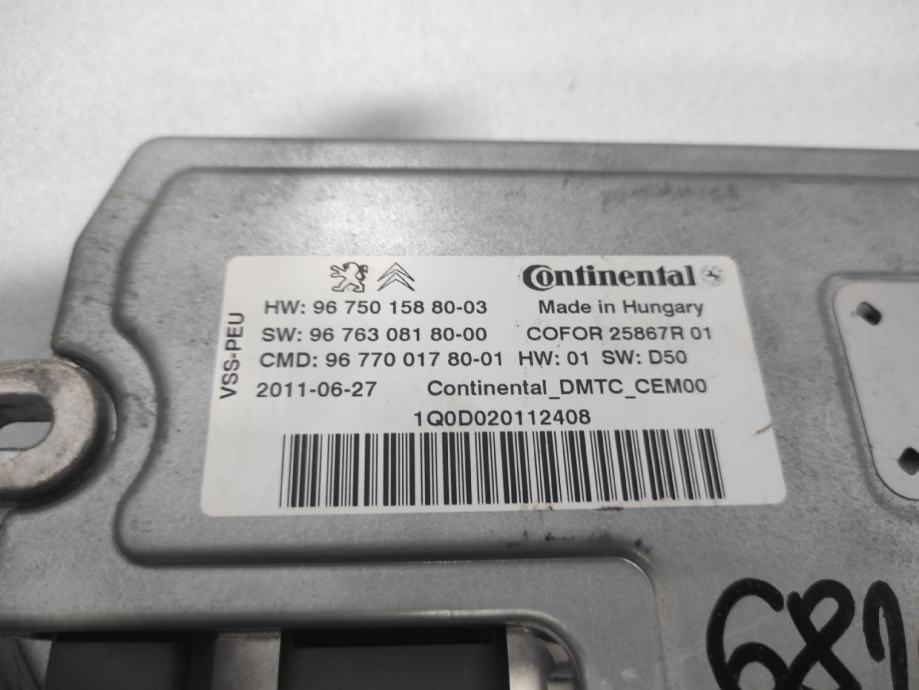 Continental
HW: 96 750 158 80-03 Made in Hungary
SW: 96 763 081 80-00 COFOR 25867R 01
CMD: 96 770 017 80-01 HW: 01 SW: D50
2011-06-27 Continental_DMTC_CEM00
1Q0D020112408
VSS-PEU